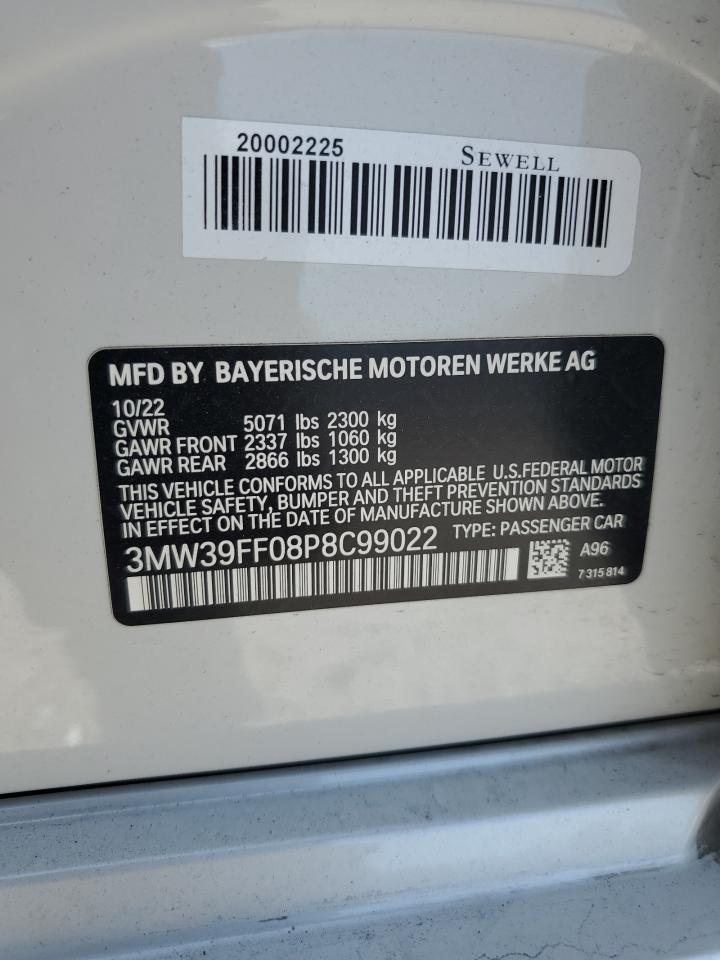 20002225 SEWELL
MFD BY BAYERISCHE MOTOREN WERKE AG
10/22
GVWR 5071 lbs 2300 kg
GAWR FRONT 2337 lbs 1060 kg
GAWR REAR 2866 lbs 1300 kg
THIS VEHICLE CONFORMS TO ALL APPLICABLE U.S.FEDERAL MOTOR
VEHICLE SAFETY, BUMPER AND THEFT PREVENTION STANDARDS
IN EFFECT ON THE DATE OF MANUFACTURE SHOWN ABOVE.
3MW39FF08P8C99022 TYPE: PASSENGER CAR
A96
7 315 814